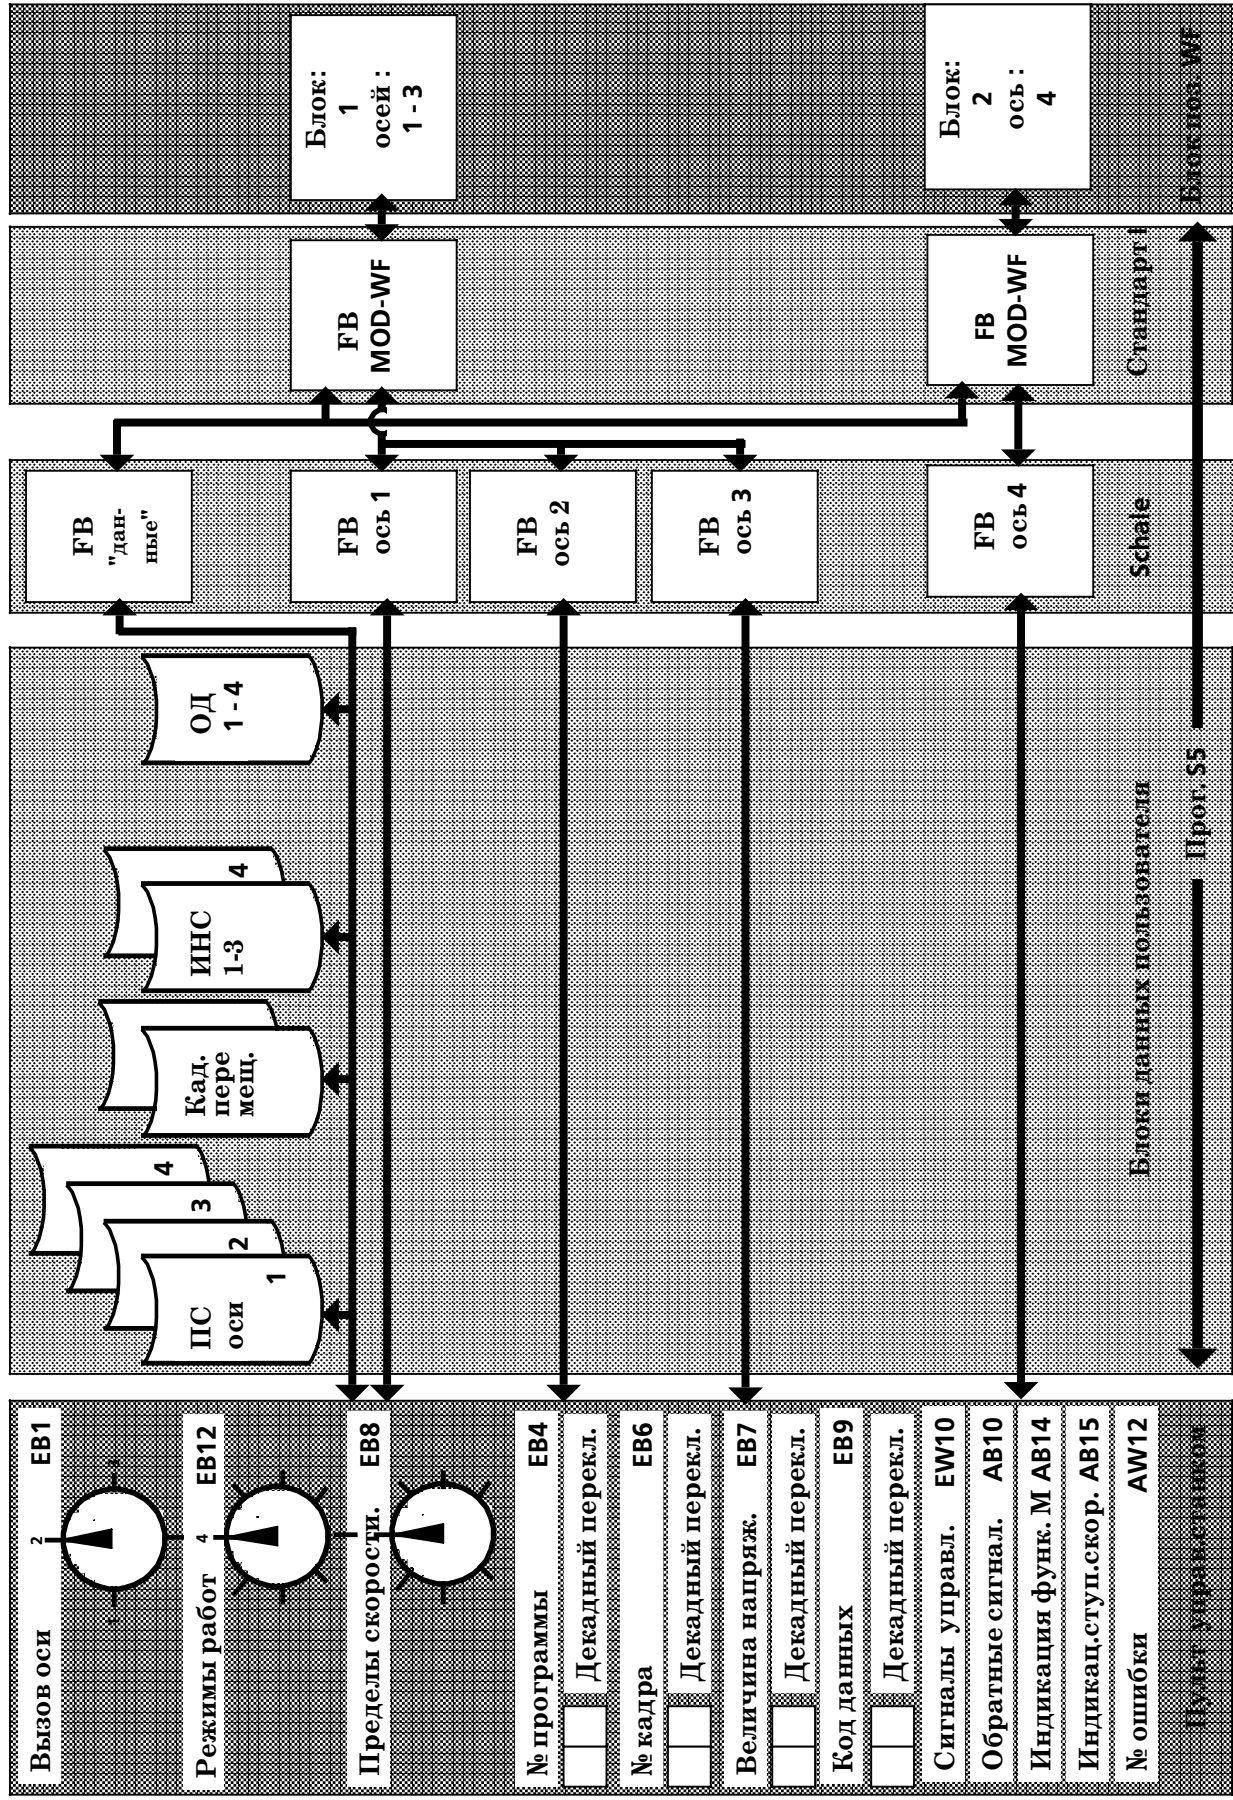 Вызов оси EB1
1
2
3
Режимы работ EB12
4
Пределы скорости. EB8
№ программы EB4
Декадный перекл.
№ кадра EB6
Декадный перекл.
Величина напряж. EB7
Декадный перекл.
Код данных EB9
Декадный перекл.
Сигналы управл. EW10
Обратные сигнал. AB10
Индикация функ. М AB14
Индикац.ступ.скор. AB15
№ ошибки AW12
Пульт управ.станком
ПС
оси
1
2
3
4
Кад.
пере
мещ.
ИНС
1-3
4
ОД
1 - 4
Блоки данных пользователя
Прог. S5
FB
"дан-
ные"
FB
ось 1
FB
ось 2
FB
ось 3
FB
ось 4
Schale
FB
MOD-WF
FB
MOD-WF
Стандарт1
Блок:
1
осей :
1 - 3
Блок:
2
ось :
4
Блок поз. WF